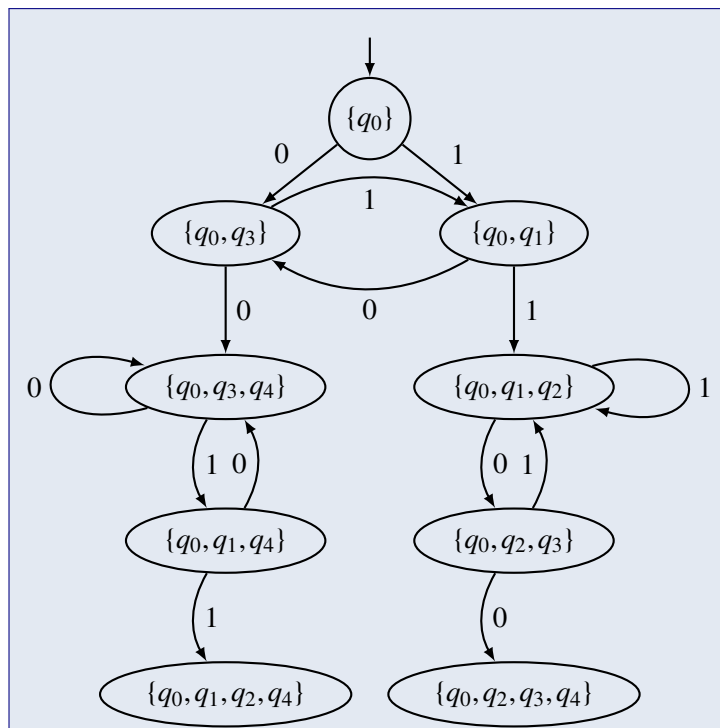 {q₀}
0 1
1
{q₀, q₃} {q₀, q₁}
0
0 1
{q₀, q₃, q₄} {q₀, q₁, q₂}
0 1
1 0 0 1
{q₀, q₁, q₄} {q₀, q₂, q₃}
1 0
{q₀, q₁, q₂, q₄} {q₀, q₂, q₃, q₄}